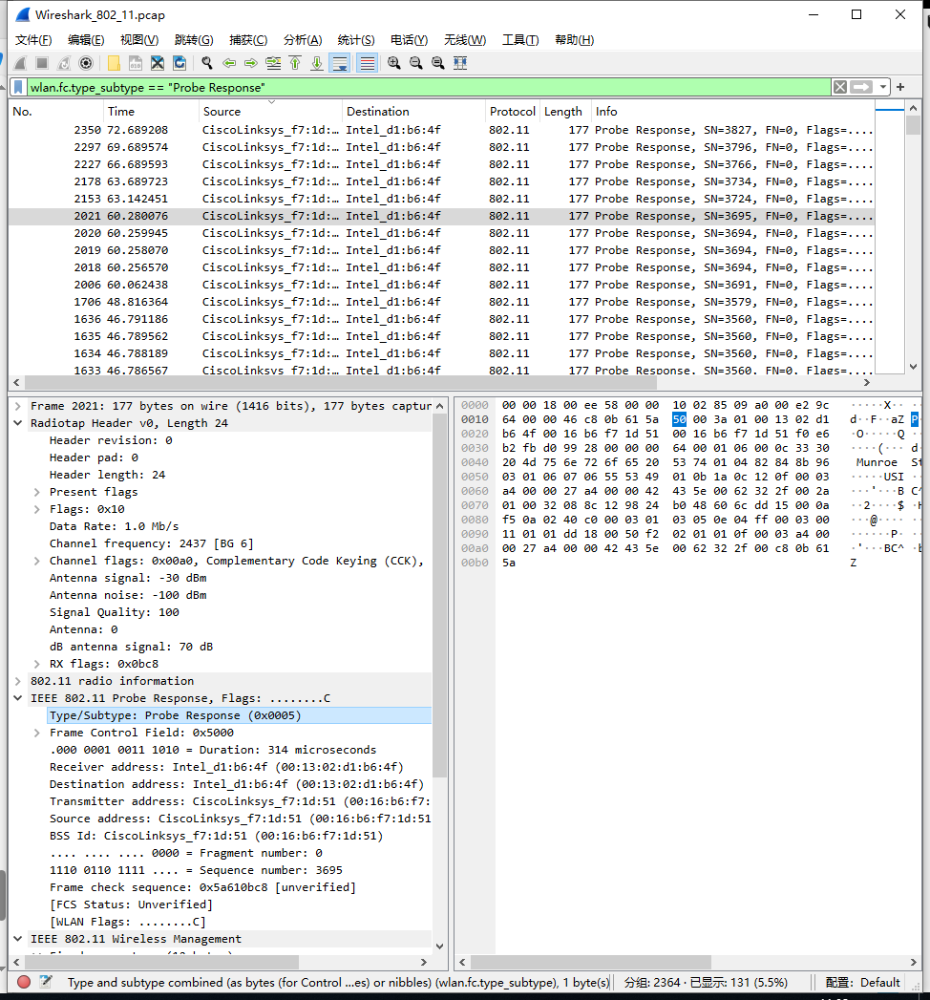 Wireshark_802_11.pcap
文件(F) 编辑(E) 视图(V) 跳转(G) 捕获(C) 分析(A) 统计(S) 电话(Y) 无线(W) 工具(T) 帮助(H)
wlan.fc.type_subtype == "Probe Response"
No. Time Source Destination Protocol Length Info
2350 72.689208 CiscoLinksys_f7:1d:… Intel_d1:b6:4f 802.11 177 Probe Response, SN=3827, FN=0, Flags=....
2297 69.689574 CiscoLinksys_f7:1d:… Intel_d1:b6:4f 802.11 177 Probe Response, SN=3796, FN=0, Flags=....
2227 66.689593 CiscoLinksys_f7:1d:… Intel_d1:b6:4f 802.11 177 Probe Response, SN=3766, FN=0, Flags=....
2178 63.689723 CiscoLinksys_f7:1d:… Intel_d1:b6:4f 802.11 177 Probe Response, SN=3734, FN=0, Flags=....
2153 63.142451 CiscoLinksys_f7:1d:… Intel_d1:b6:4f 802.11 177 Probe Response, SN=3724, FN=0, Flags=....
2021 60.280076 CiscoLinksys_f7:1d:… Intel_d1:b6:4f 802.11 177 Probe Response, SN=3695, FN=0, Flags=....
2020 60.259945 CiscoLinksys_f7:1d:… Intel_d1:b6:4f 802.11 177 Probe Response, SN=3694, FN=0, Flags=....
2019 60.258070 CiscoLinksys_f7:1d:… Intel_d1:b6:4f 802.11 177 Probe Response, SN=3694, FN=0, Flags=....
2018 60.256570 CiscoLinksys_f7:1d:… Intel_d1:b6:4f 802.11 177 Probe Response, SN=3694, FN=0, Flags=....
2006 60.062438 CiscoLinksys_f7:1d:… Intel_d1:b6:4f 802.11 177 Probe Response, SN=3691, FN=0, Flags=....
1706 48.816364 CiscoLinksys_f7:1d:… Intel_d1:b6:4f 802.11 177 Probe Response, SN=3579, FN=0, Flags=....
1636 46.791186 CiscoLinksys_f7:1d:… Intel_d1:b6:4f 802.11 177 Probe Response, SN=3560, FN=0, Flags=....
1635 46.789562 CiscoLinksys_f7:1d:… Intel_d1:b6:4f 802.11 177 Probe Response, SN=3560, FN=0, Flags=....
1634 46.788189 CiscoLinksys_f7:1d:… Intel_d1:b6:4f 802.11 177 Probe Response, SN=3560, FN=0, Flags=....
1633 46.786567 CiscoLinksys_f7:1d:… Intel_d1:b6:4f 802.11 177 Probe Response, SN=3560, FN=0, Flags=....
Frame 2021: 177 bytes on wire (1416 bits), 177 bytes captur
Radiotap Header v0, Length 24
Header revision: 0
Header pad: 0
Header length: 24
Present flags
Flags: 0x10
Data Rate: 1.0 Mb/s
Channel frequency: 2437 [BG 6]
Channel flags: 0x00a0, Complementary Code Keying (CCK),
Antenna signal: -30 dBm
Antenna noise: -100 dBm
Signal Quality: 100
Antenna: 0
dB antenna signal: 70 dB
RX flags: 0x0bc8
802.11 radio information
IEEE 802.11 Probe Response, Flags: ........C
Type/Subtype: Probe Response (0x0005)
Frame Control Field: 0x5000
.000 0001 0011 1010 = Duration: 314 microseconds
Receiver address: Intel_d1:b6:4f (00:13:02:d1:b6:4f)
Destination address: Intel_d1:b6:4f (00:13:02:d1:b6:4f)
Transmitter address: CiscoLinksys_f7:1d:51 (00:16:b6:f7:
Source address: CiscoLinksys_f7:1d:51 (00:16:b6:f7:1d:51
BSS Id: CiscoLinksys_f7:1d:51 (00:16:b6:f7:1d:51)
.... .... .... 0000 = Fragment number: 0
1110 0110 1111 .... = Sequence number: 3695
Frame check sequence: 0x5a610bc8 [unverified]
[FCS Status: Unverified]
[WLAN Flags: ........C]
IEEE 802.11 Wireless Management
0000 00 00 18 00 ee 58 00 00 10 02 85 09 a0 00 e2 9c ·····X·· ·
0010 64 00 00 46 c8 0b 61 5a 50 00 3a 01 00 13 02 d1 d··F··aZ P
0020 b6 4f 00 16 b6 f7 1d 51 00 16 b6 f7 1d 51 f0 e6 ·O·····Q ·
0030 b2 fb d0 99 28 00 00 00 64 00 01 06 00 0c 33 30 ····(··· d
0040 20 4d 75 6e 72 6f 65 20 53 74 01 04 82 84 8b 96 Munroe St
0050 03 01 06 07 06 55 53 49 01 0b 1a 0c 12 0f 00 03 ·····USI ·
0060 a4 00 00 27 a4 00 00 42 43 5e 00 62 32 2f 00 2a ···'···B C^
0070 01 00 32 08 8c 12 98 24 b0 48 60 6c dd 15 00 0a ··2····$ ·H
0080 f5 0a 02 40 c0 00 03 01 03 05 0e 04 ff 00 03 00 ···@···· ·
0090 11 01 01 dd 18 00 50 f2 02 01 01 0f 00 03 a4 00 ······P· ·
00a0 00 27 a4 00 00 42 43 5e 00 62 32 2f 00 c8 0b 61 ·'···BC^ ·b
00b0 5a Z
Type and subtype combined (as bytes (for Control ...es) or nibbles) (wlan.fc.type_subtype), 1 byte(s) 分组: 2364 · 已显示: 131 (5.5%) 配置: Default